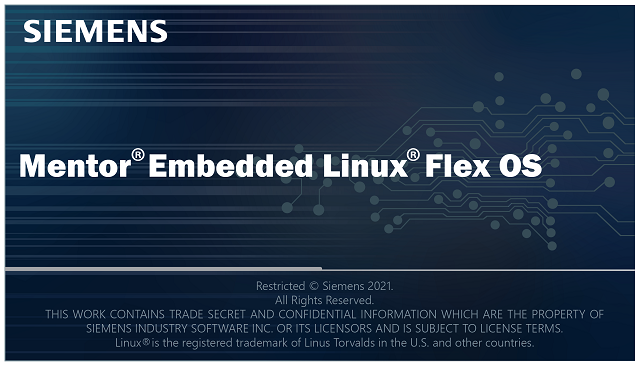 SIEMENS
Mentor® Embedded Linux® Flex OS
Restricted © Siemens 2021.
All Rights Reserved.
THIS WORK CONTAINS TRADE SECRET AND CONFIDENTIAL INFORMATION WHICH ARE THE PROPERTY OF
SIEMENS INDUSTRY SOFTWARE INC. OR ITS LICENSORS AND IS SUBJECT TO LICENSE TERMS.
Linux® is the registered trademark of Linus Torvalds in the U.S. and other countries.